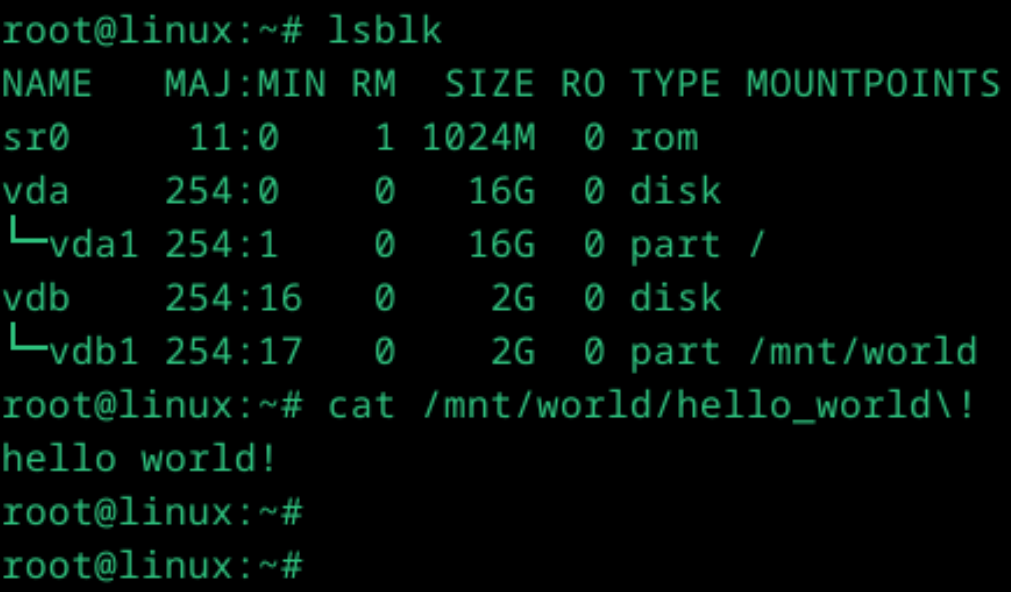 root@linux:~# lsblk
NAME   MAJ:MIN RM  SIZE RO TYPE MOUNTPOINTS
sr0     11:0    1 1024M  0 rom
vda    254:0    0   16G  0 disk
└─vda1 254:1    0   16G  0 part /
vdb    254:16   0    2G  0 disk
└─vdb1 254:17   0    2G  0 part /mnt/world
root@linux:~# cat /mnt/world/hello_world\!
hello world!
root@linux:~#
root@linux:~#